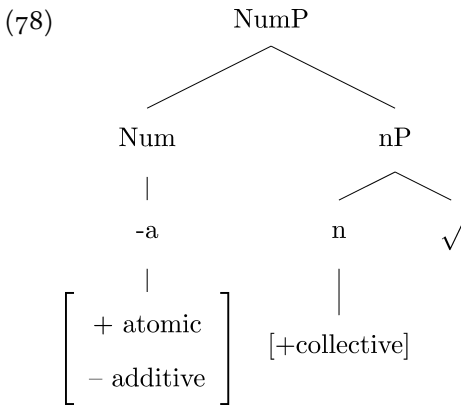 (78)
NumP
Num nP
-a n √
+ atomic [+collective]
– additive